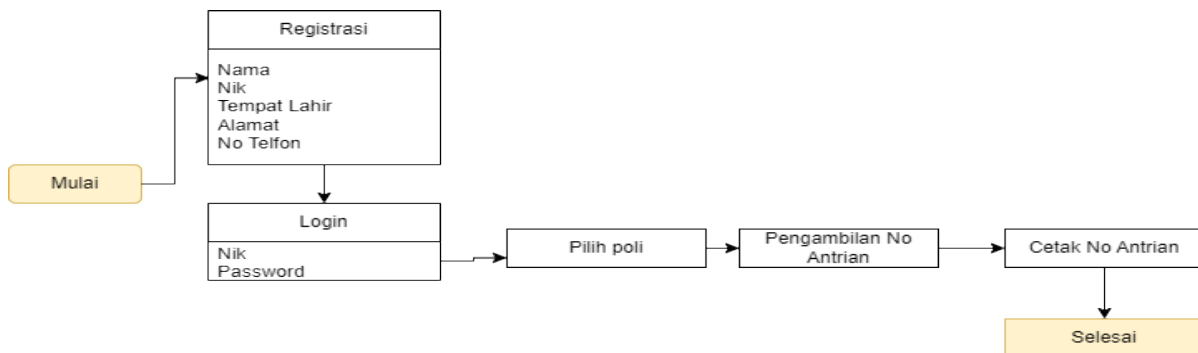 Registrasi
Nama
Nik
Tempat Lahir
Alamat
No Telfon
Mulai
Login
Nik
Password
Pilih poli
Pengambilan No
Antrian
Cetak No Antrian
Selesai